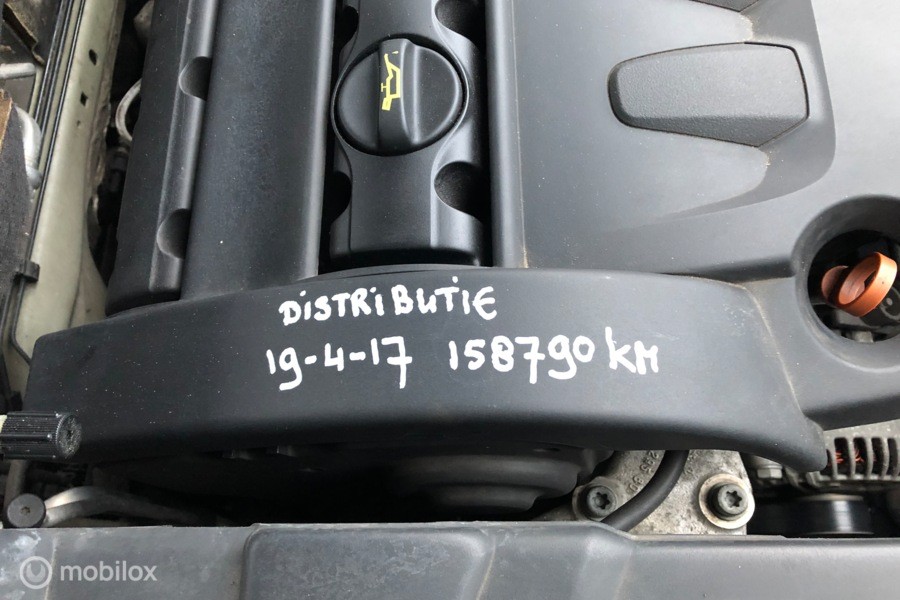 DISTRIBUTIE
19-4-17 158790 KM
mobilox